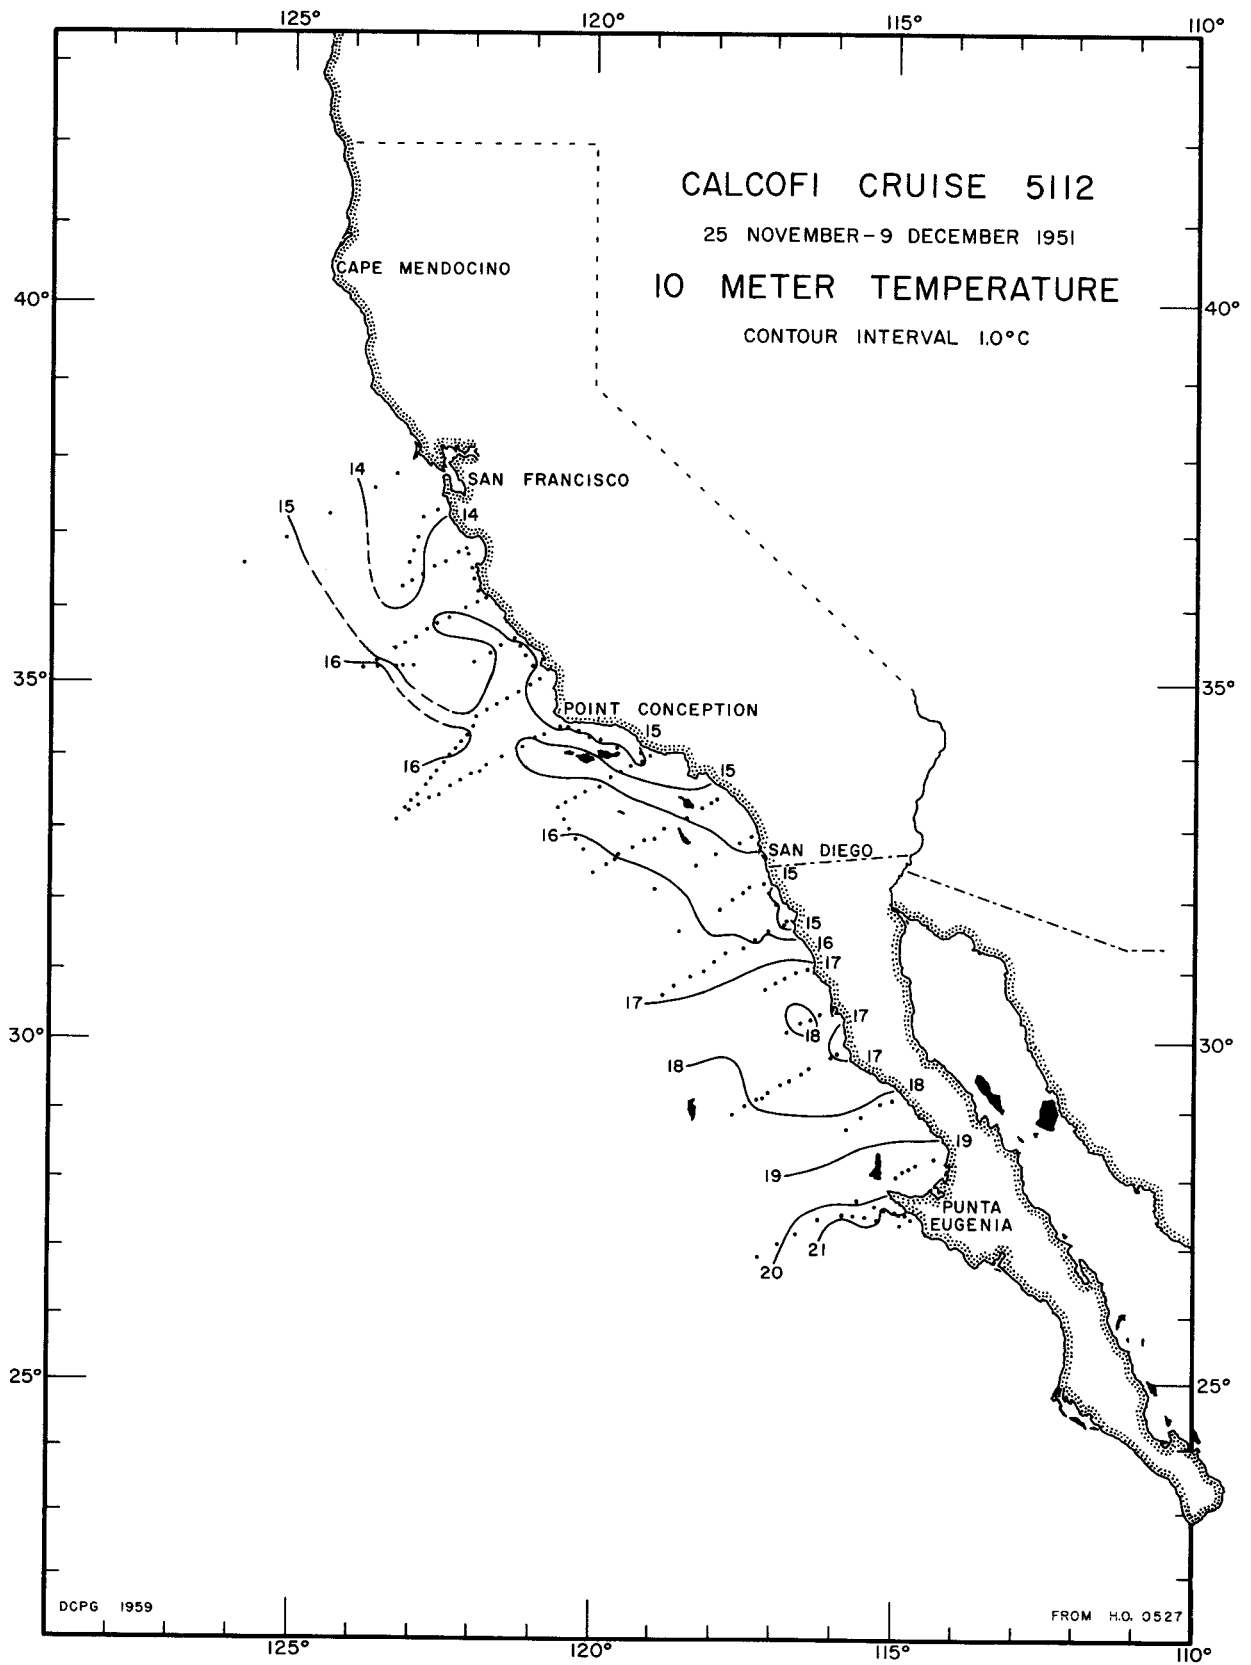 125° 120° 115° 110°
CALCOFI CRUISE 5112
25 NOVEMBER-9 DECEMBER 1951
CAPE MENDOCINO
10 METER TEMPERATURE
40° 40°
CONTOUR INTERVAL 1.0°C
14
SAN FRANCISCO
15
14
16
35° 35°
POINT CONCEPTION
15
16
15
16
SAN DIEGO
15
15
16
17
17
17
18
30° 30°
17
18
18
19
19
PUNTA
EUGENIA
21
20
25° 25°
DCPG 1959
FROM H.O. 0527
125° 120° 115° 110°